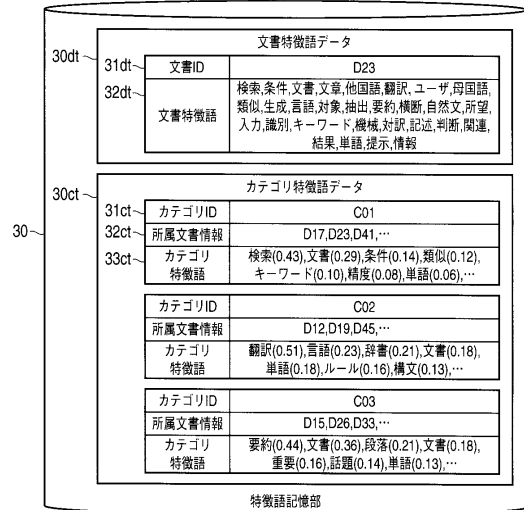 文書特徴語データ
30dt
31dt 文書ID D23
32dt 文書特徴語 検索,条件,文書,文章,他国語,翻訳,ユーザ,母国語,
類似,生成,言語,対象,抽出,要約,横断,自然文,所望,
入力,識別,キーワード,機械,対訳,記述,判断,関連,
結果,単語,提示,情報
30ct
カテゴリ特徴語データ
31ct カテゴリID C01
30
32ct 所属文書情報 D17,D23,D41,…
33ct カテゴリ 検索(0.43),文書(0.29),条件(0.14),類似(0.12),
特徴語 キーワード(0.10),精度(0.08),単語(0.06),…
カテゴリID C02
所属文書情報 D12,D19,D45,…
カテゴリ 翻訳(0.51),言語(0.23),辞書(0.21),文書(0.18),
特徴語 単語(0.18),ルール(0.16),構文(0.13),…
カテゴリID C03
所属文書情報 D15,D26,D33,…
カテゴリ 要約(0.44),文書(0.36),段落(0.21),文書(0.18),
特徴語 重要(0.16),話題(0.14),単語(0.13),…
特徴語記憶部